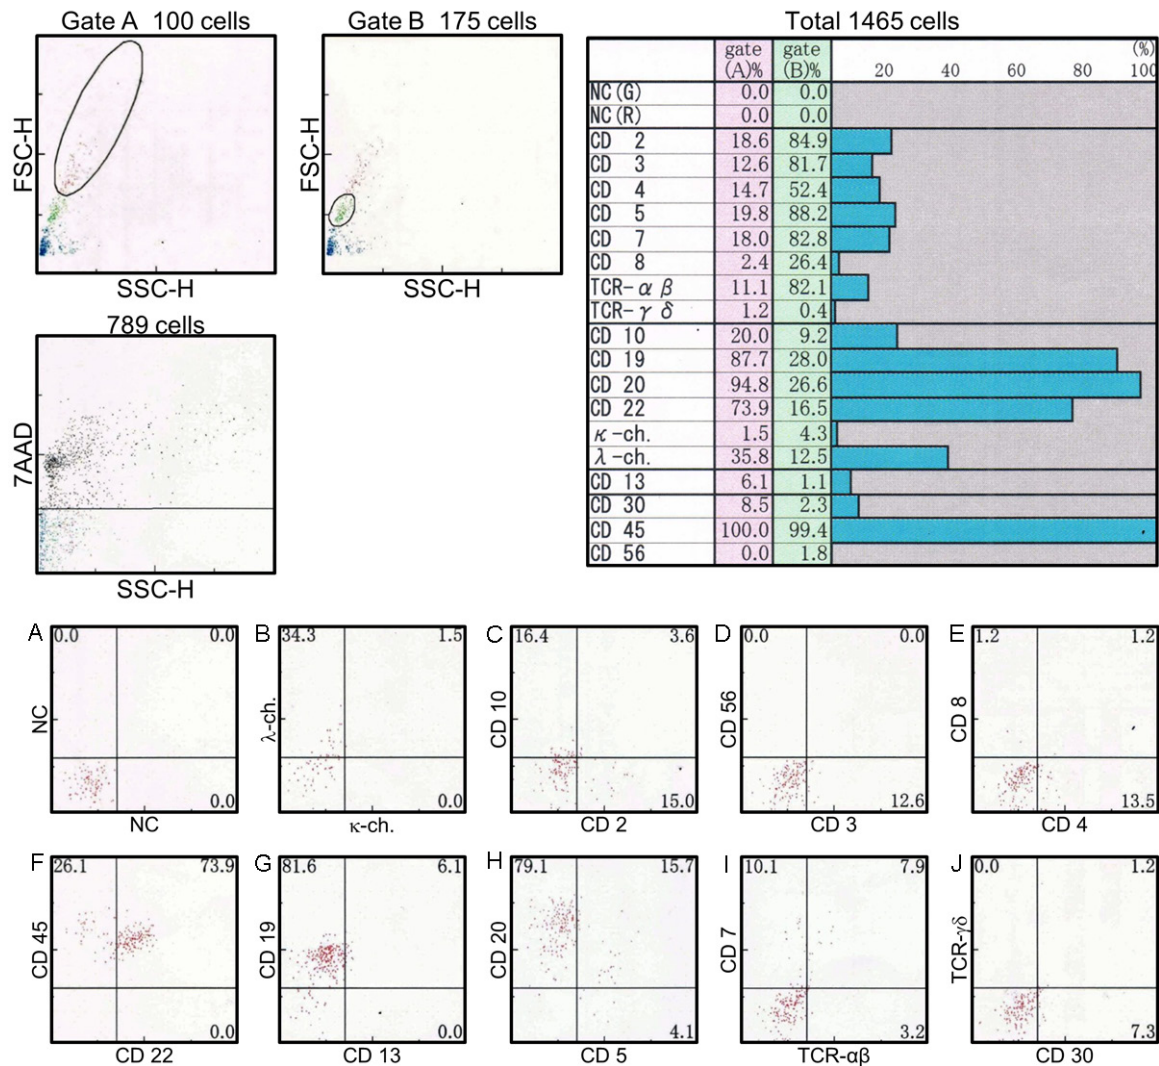 Gate A 100 cells
FSC-H
SSC-H
Gate B 175 cells
FSC-H
SSC-H
789 cells
7AAD
SSC-H
Total 1465 cells
gate (A)% gate (B)% 20 40 60 80 100 (%)
NC(G) 0.0 0.0
NC(R) 0.0 0.0
CD 2 18.6 84.9
CD 3 12.6 81.7
CD 4 14.7 52.4
CD 5 19.8 88.2
CD 7 18.0 82.8
CD 8 2.4 26.4
TCR-α β 11.1 82.1
TCR-γ δ 1.2 0.4
CD 10 20.0 9.2
CD 19 87.7 28.0
CD 20 94.8 26.6
CD 22 73.9 16.5
κ-ch. 1.5 4.3
λ-ch. 35.8 12.5
CD 13 6.1 1.1
CD 30 8.5 2.3
CD 45 100.0 99.4
CD 56 0.0 1.8
A 0.0 0.0
NC
0.0
NC
B 34.3 1.5
λ-ch.
0.0
κ-ch.
C 16.4 3.6
CD 10
15.0
CD 2
D 0.0 0.0
CD 56
12.6
CD 3
E 1.2 1.2
CD 8
13.5
CD 4
F 26.1 73.9
CD 45
0.0
CD 22
G 81.6 6.1
CD 19
0.0
CD 13
H 79.1 15.7
CD 20
4.1
CD 5
I 10.1 7.9
CD7
3.2
TCR-αβ
J 0.0 1.2
TCR-γδ
7.3
CD 30